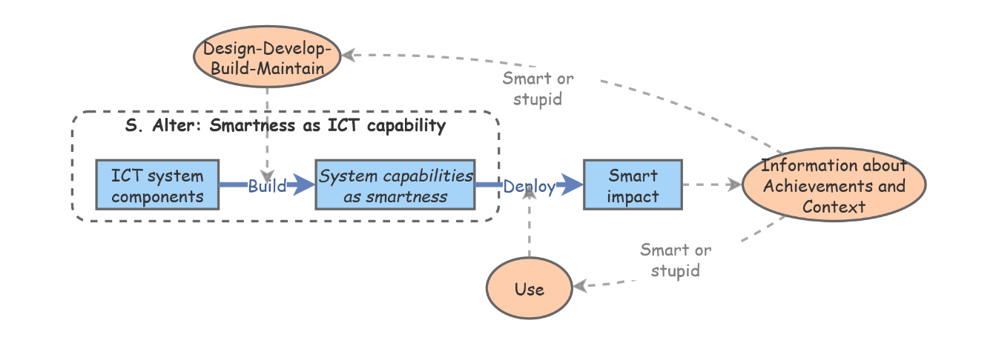 Design-Develop-
Build-Maintain
Smart or
stupid
S. Alter: Smartness as ICT capability
ICT system
components
Build
System capabilities
as smartness
Deploy
Smart
impact
Information about
Achievements and
Context
Smart or
stupid
Use